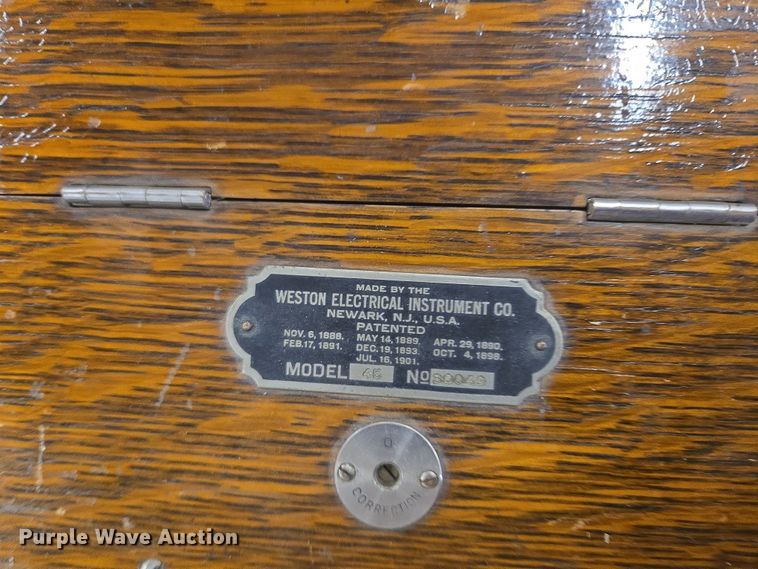 MADE BY THE
WESTON ELECTRICAL INSTRUMENT CO.
NEWARK, N.J., U.S.A.
PATENTED
NOV. 6, 1888. MAY 14, 1889. APR. 29, 1890.
FEB. 17, 1891. DEC. 19, 1893. OCT. 4, 1898.
JUL. 16, 1901.
MODEL No
O
CORRECTION
Purple Wave Auction